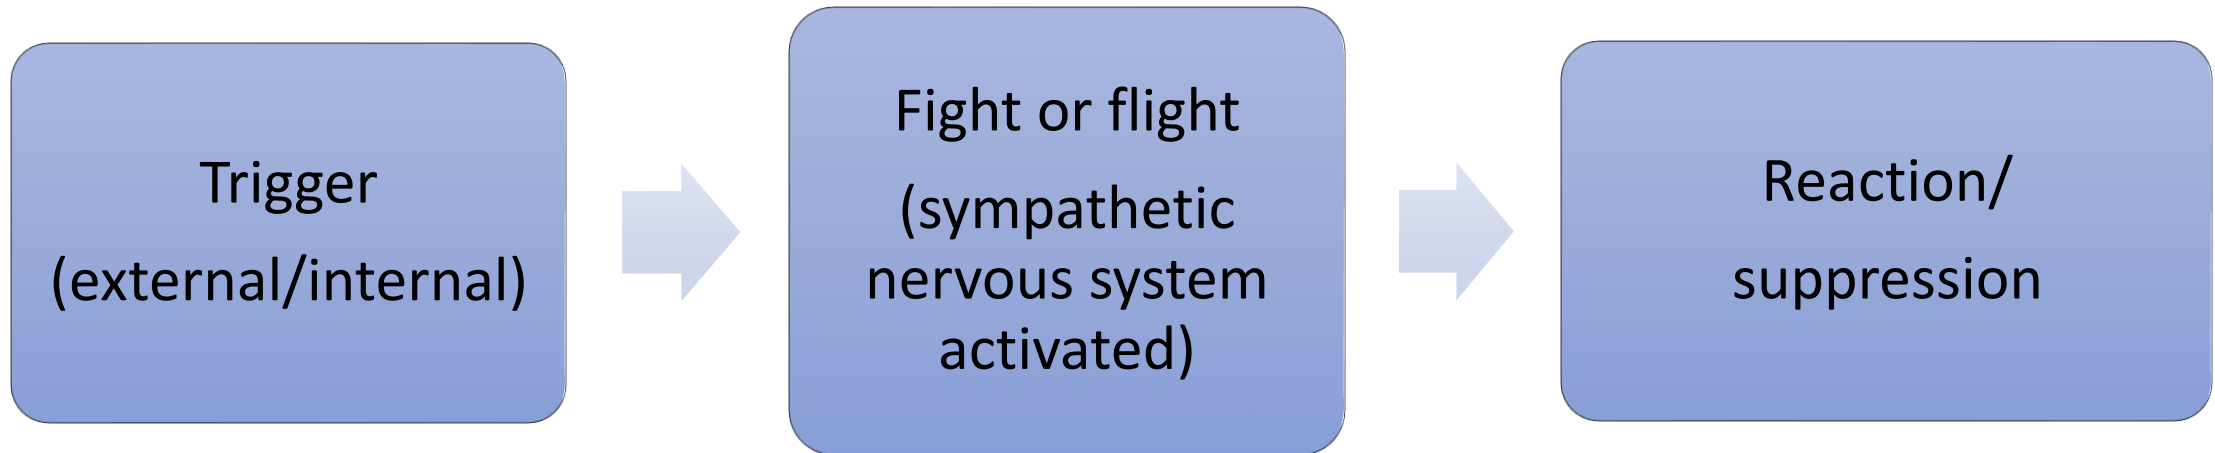 Trigger
(external/internal)
Fight or flight
(sympathetic
nervous system
activated)
Reaction/
suppression